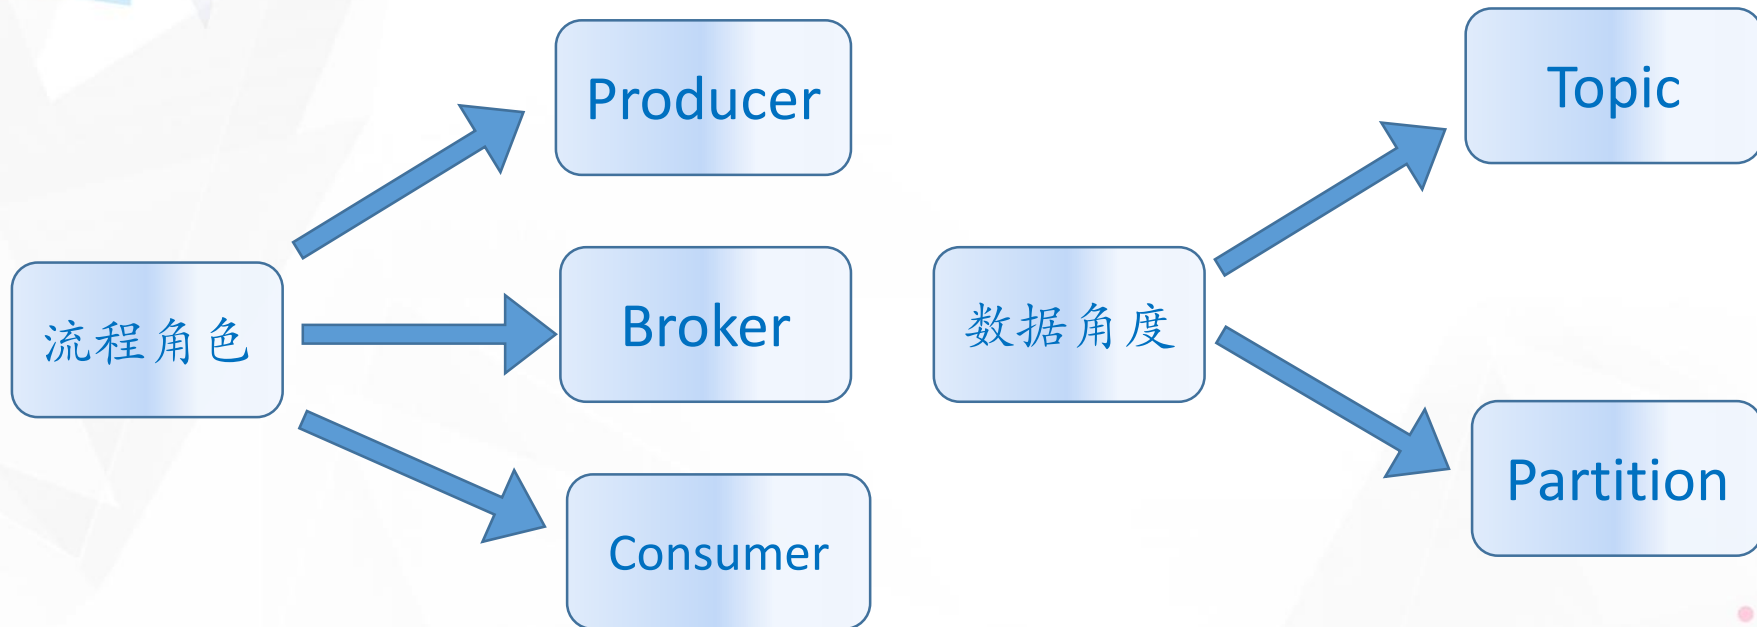 流程角色
Producer
Broker
Consumer
数据角度
Topic
Partition